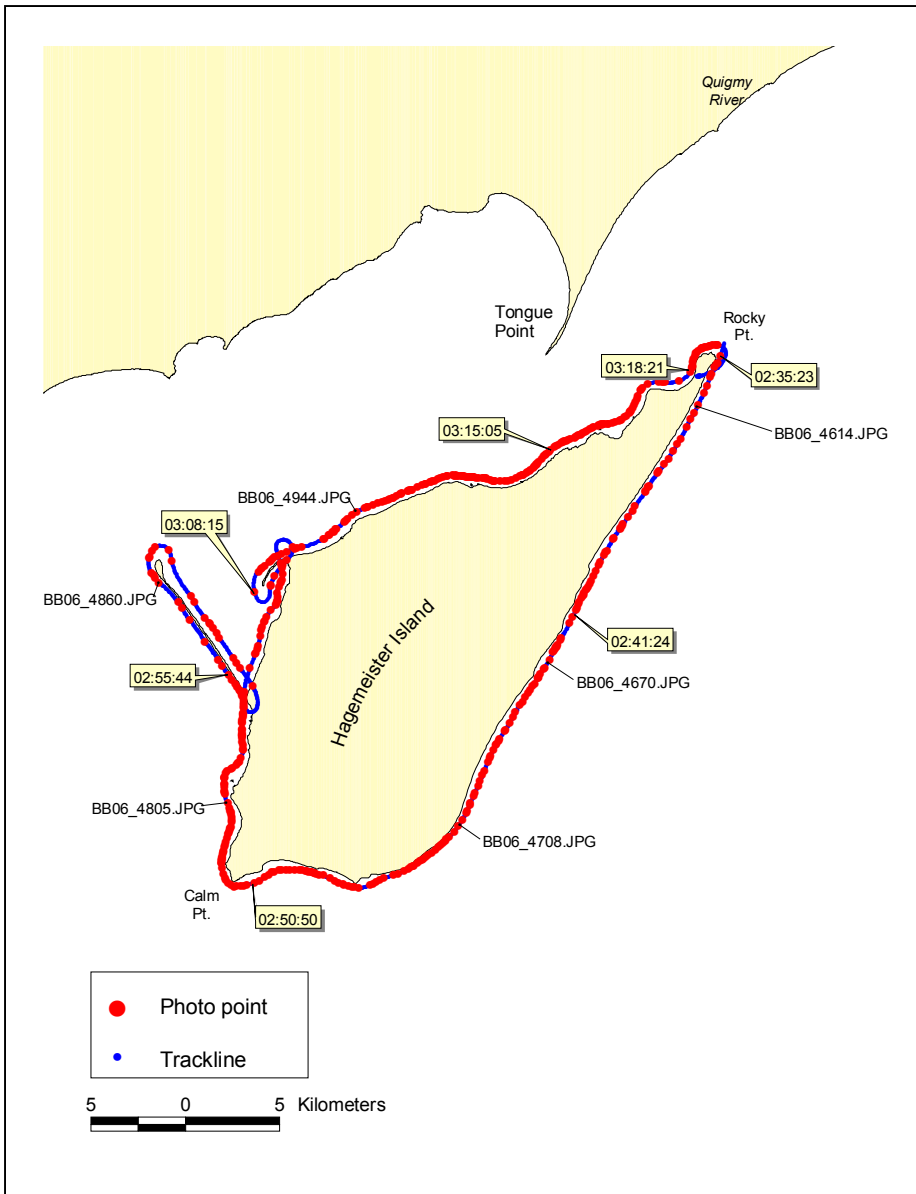 Quigmy
River
Tongue
Point
Rocky
Pt.
03:18:21
02:35:23
03:15:05
BB06_4614.JPG
BB06_4944.JPG
03:08:15
BB06_4860.JPG
Hagemeister Island
02:41:24
BB06_4670.JPG
02:55:44
BB06_4805.JPG
BB06_4708.JPG
Calm
Pt.
02:50:50
Photo point
Trackline
5 0 5 Kilometers